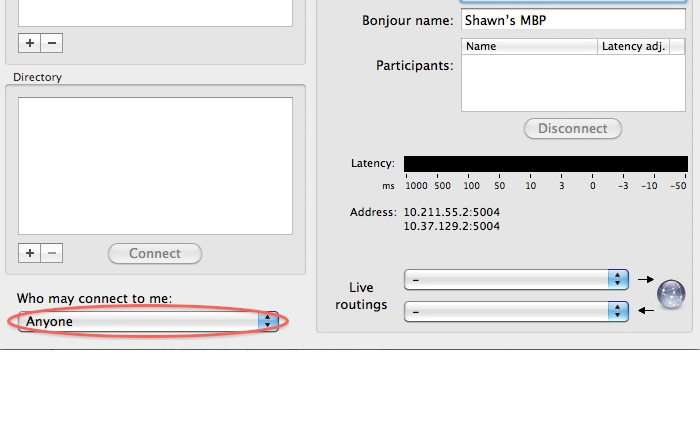 + −
Directory
+ −
Connect
Who may connect to me:
Anyone
Bonjour name: Shawn's MBP
Name Latency adj.
Participants:
Disconnect
Latency:
ms 1000 500 100 50 10 3 0 -3 -10 -50
Address: 10.211.55.2:5004
10.37.129.2:5004
Live
routings
–
–